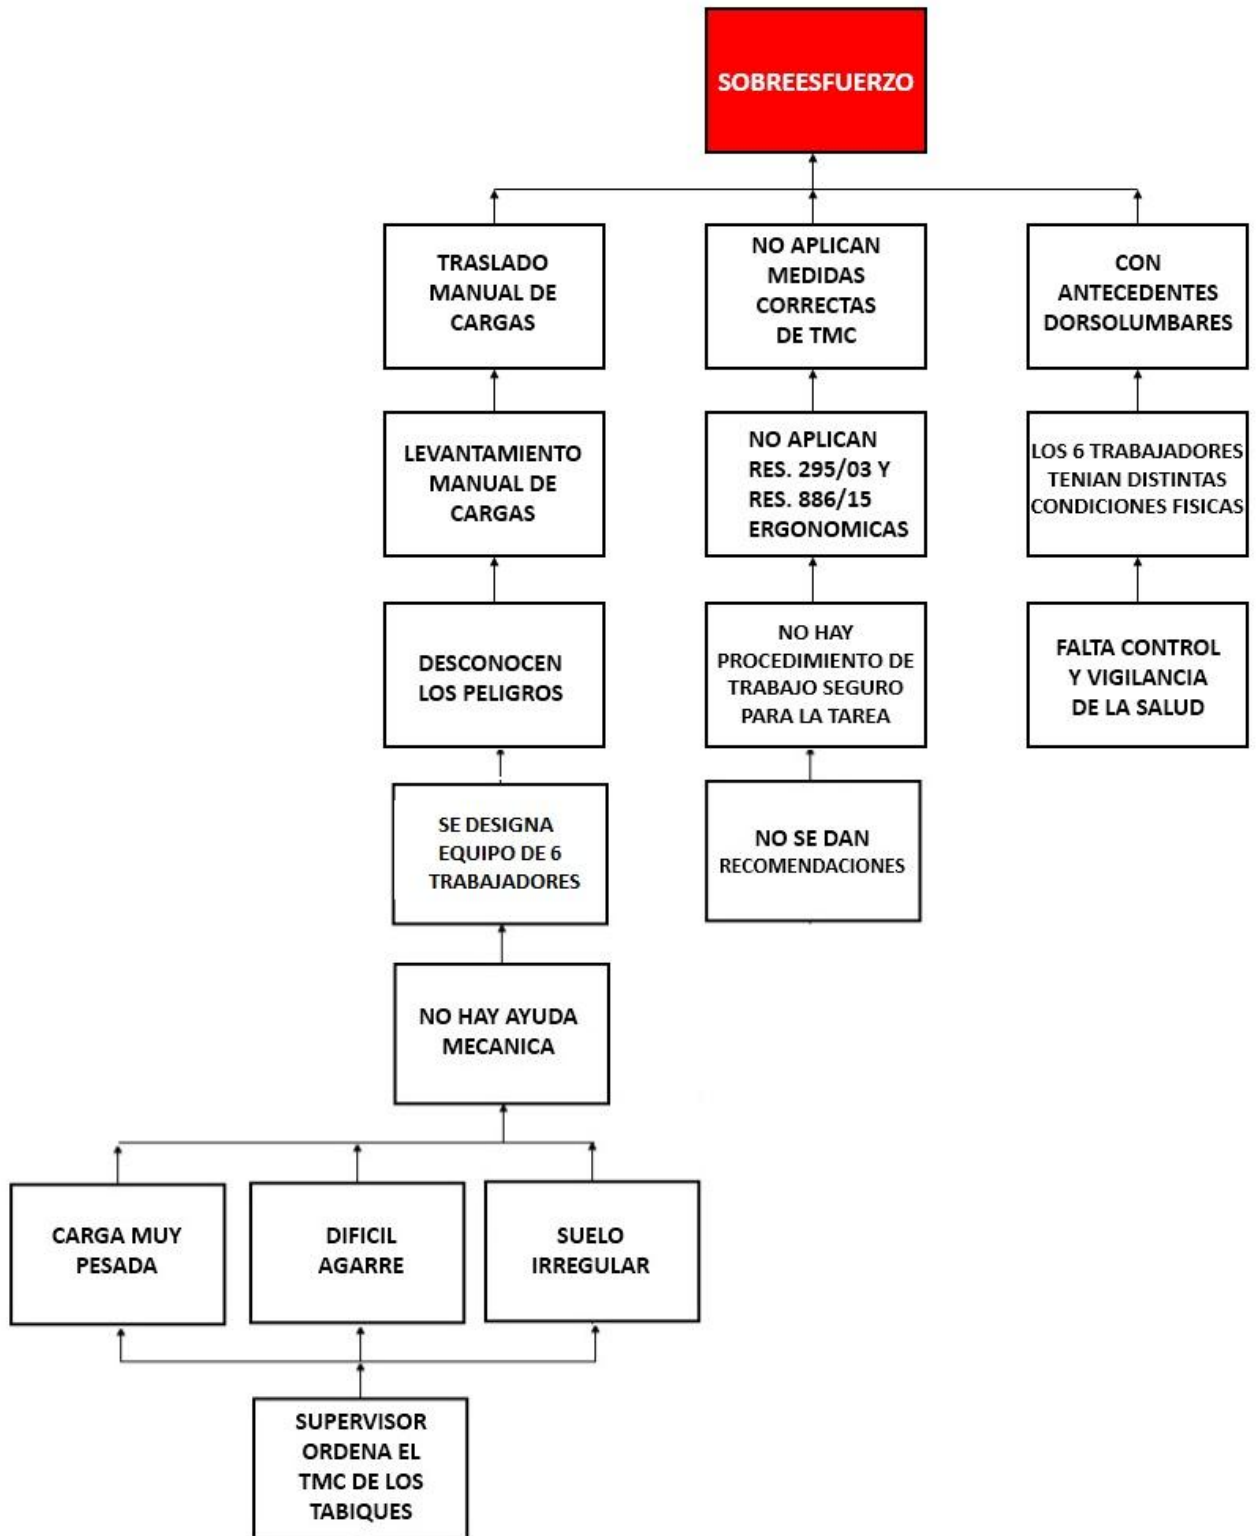 SOBREESFUERZO
TRASLADO
MANUAL DE
CARGAS
NO APLICAN
MEDIDAS
CORRECTAS
DE TMC
CON
ANTECEDENTES
DORSOLUMBARES
LEVANTAMIENTO
MANUAL DE
CARGAS
NO APLICAN
RES. 295/03 Y
RES. 886/15
ERGONOMICAS
LOS 6 TRABAJADORES
TENIAN DISTINTAS
CONDICIONES FISICAS
DESCONOCEN
LOS PELIGROS
NO HAY
PROCEDIMIENTO DE
TRABAJO SEGURO
PARA LA TAREA
FALTA CONTROL
Y VIGILANCIA
DE LA SALUD
SE DESIGNA
EQUIPO DE 6
TRABAJADORES
NO SE DAN
RECOMENDACIONES
NO HAY AYUDA
MECANICA
CARGA MUY
PESADA
DIFICIL
AGARRE
SUELO
IRREGULAR
SUPERVISOR
ORDENA EL
TMC DE LOS
TABIQUES